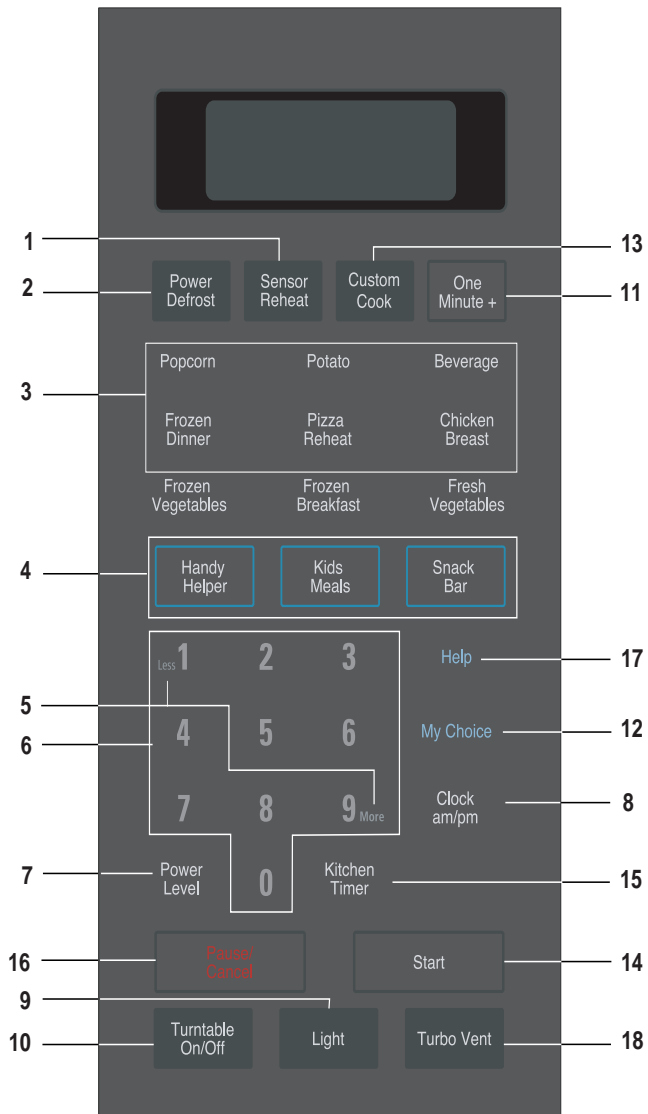 1
13
2
Power
Defrost
Sensor
Reheat
Custom
Cook
One
Minute +
11
3
Popcorn
Potato
Beverage
Frozen
Dinner
Pizza
Reheat
Chicken
Breast
Frozen
Vegetables
Frozen
Breakfast
Fresh
Vegetables
4
Handy
Helper
Kids
Meals
Snack
Bar
Less 1
2
3
Help
17
5
6
4
5
6
My Choice
12
7
8
9 More
Clock
am/pm
8
7
Power
Level
0
Kitchen
Timer
15
16
Pause/
Cancel
Start
14
9
10
Turntable
On/Off
Light
Turbo Vent
18